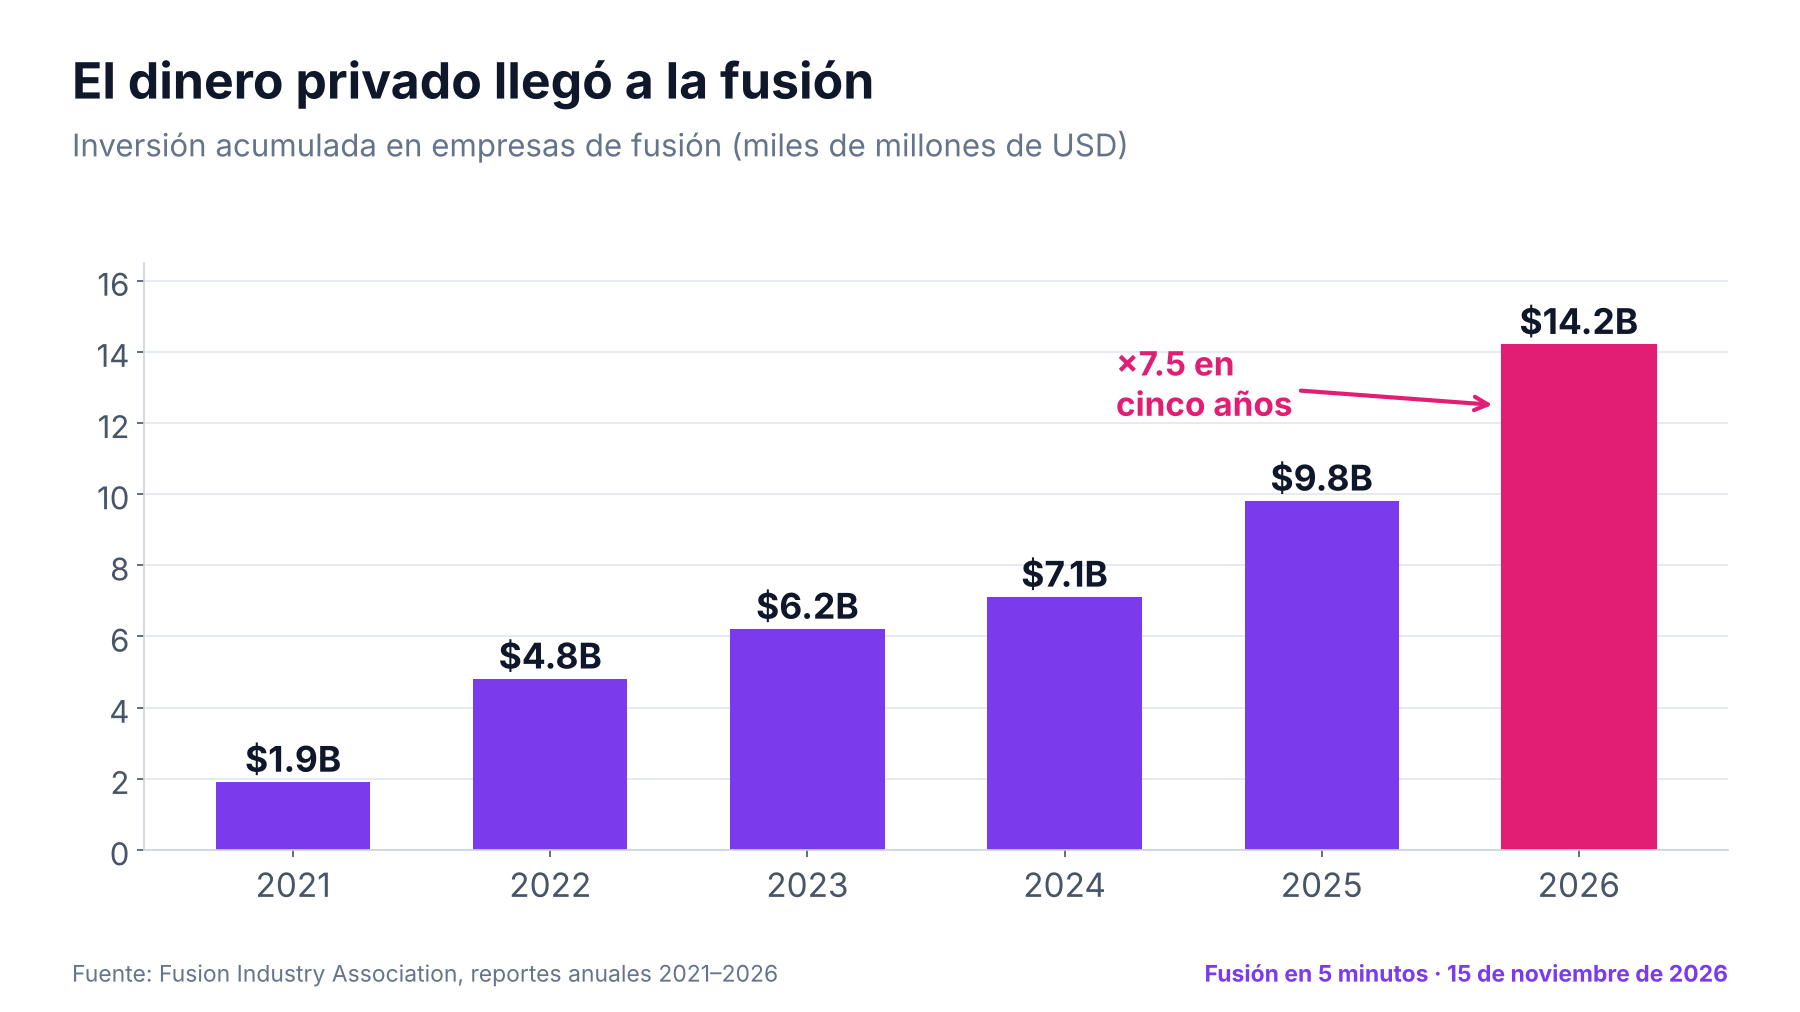 El dinero privado llegó a la fusión
Inversión acumulada en empresas de fusión (miles de millones de USD)
16
14
12
10
8
6
4
2
0
$1.9B
$4.8B
$6.2B
$7.1B
$9.8B
$14.2B
×7.5 en
cinco años
2021
2022
2023
2024
2025
2026
Fuente: Fusion Industry Association, reportes anuales 2021–2026
Fusión en 5 minutos · 15 de noviembre de 2026